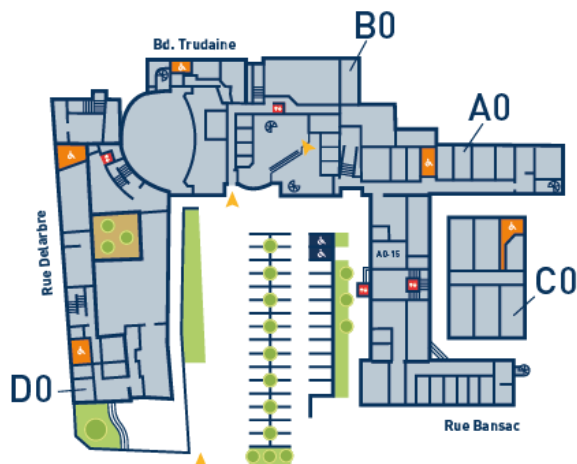 Bd. Trudaine
B0
A0
Rue Delarbre
A0-15
C0
D0
Rue Bansac